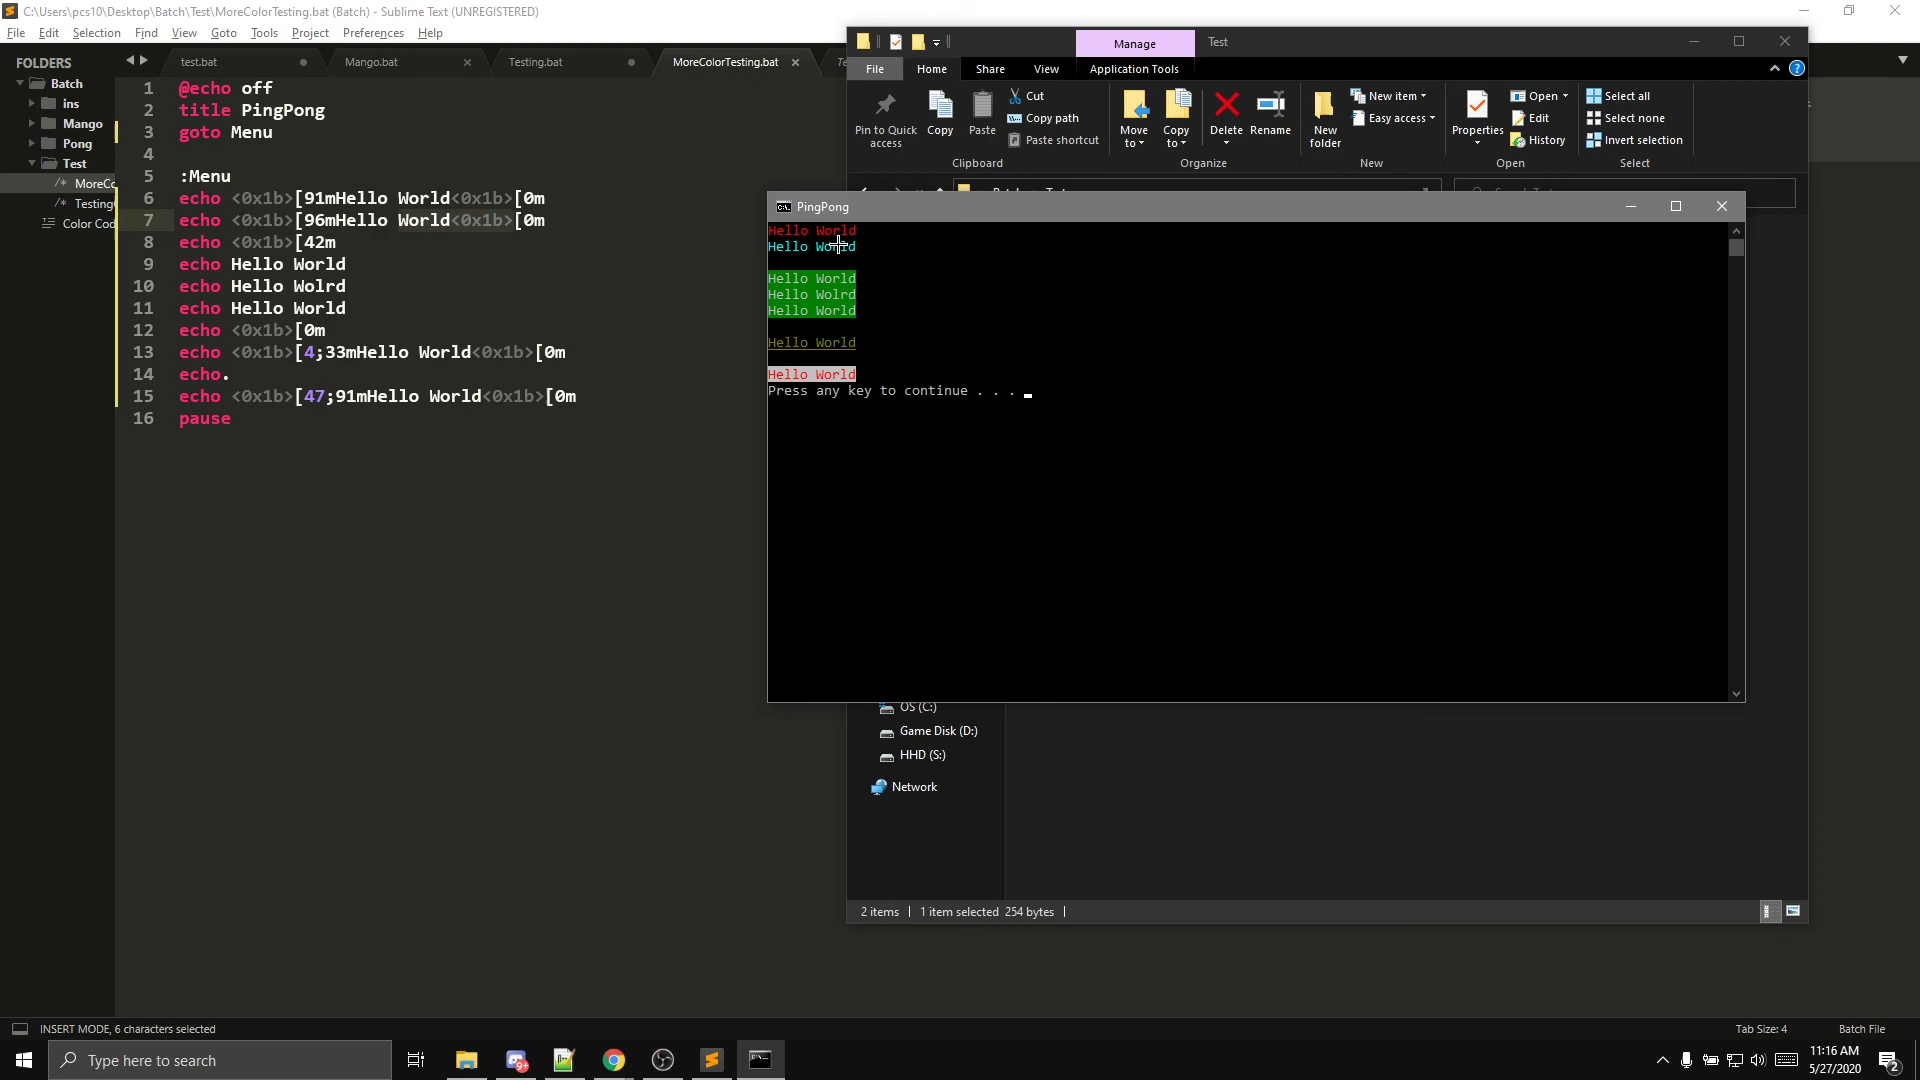 C:\Users\pcs10\Desktop\Batch\Test\MoreColorTesting.bat (Batch) - Sublime Text (UNREGISTERED)
File Edit Selection Find View Goto Tools Project Preferences Help
FOLDERS
Batch
ins
Mango
Pong
Test
MoreCo
Testing
Color Cod
test.bat
Mango.bat
Testing.bat
MoreColorTesting.bat
1 @echo off
2 title PingPong
3 goto Menu
4
5 :Menu
6 echo <0x1b>[91mHello World<0x1b>[0m
7 echo <0x1b>[96mHello World<0x1b>[0m
8 echo <0x1b>[42m
9 echo Hello World
10 echo Hello Wolrd
11 echo Hello World
12 echo <0x1b>[0m
13 echo <0x1b>[4;33mHello World<0x1b>[0m
14 echo.
15 echo <0x1b>[47;91mHello World<0x1b>[0m
16 pause
Manage Test
File Home Share View Application Tools
Pin to Quick access
Copy
Paste
Cut
Copy path
Paste shortcut
Clipboard
Move to
Copy to
Delete
Rename
Organize
New folder
New item
Easy access
New
Properties
Open
Edit
History
Open
Select all
Select none
Invert selection
Select
PingPong
Hello World
Hello World
Hello World
Hello Wolrd
Hello World
Hello World
Hello World
Press any key to continue . . .
OS (C:)
Game Disk (D:)
HHD (S:)
Network
2 items 1 item selected 254 bytes
INSERT MODE, 6 characters selected
Tab Size: 4 Batch File
Type here to search
9+
11:16 AM
5/27/2020
2